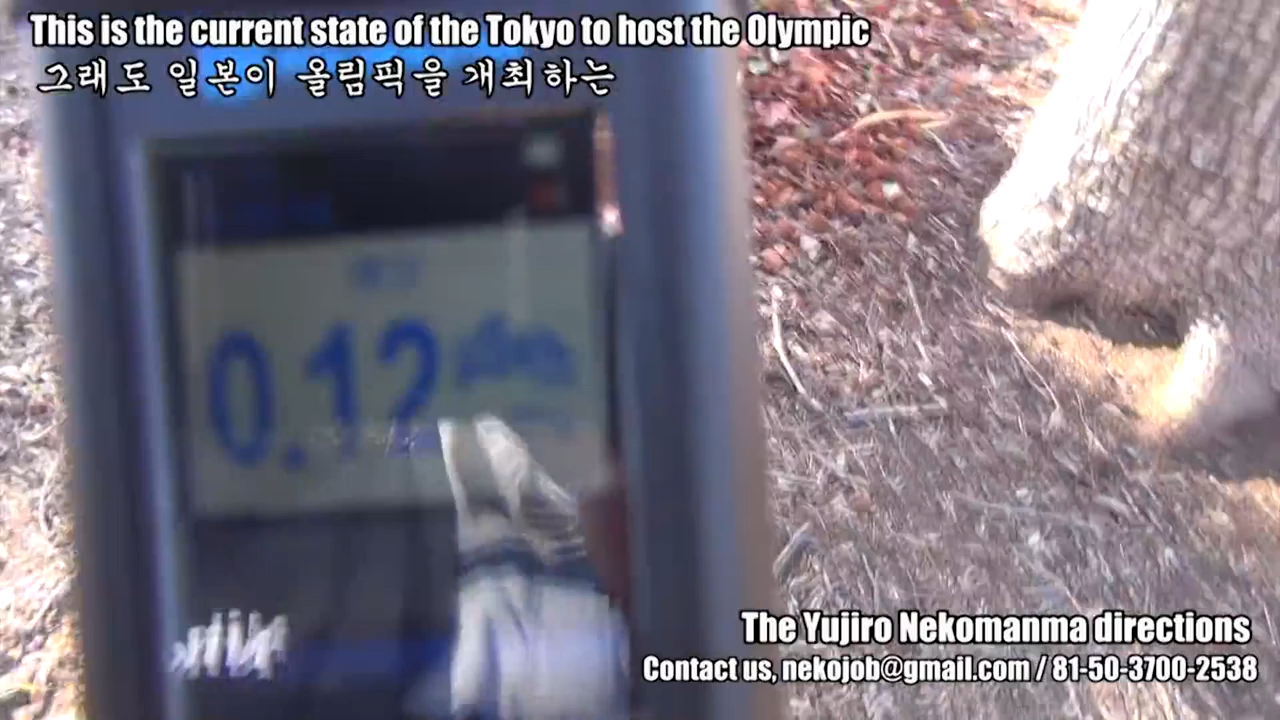 This is the current state of the Tokyo to host the Olympic
그래도 일본이 올림픽을 개최하는
0.12
The Yujiro Nekomanma directions
Contact us, nekojob@gmail.com / 81-50-3700-2538